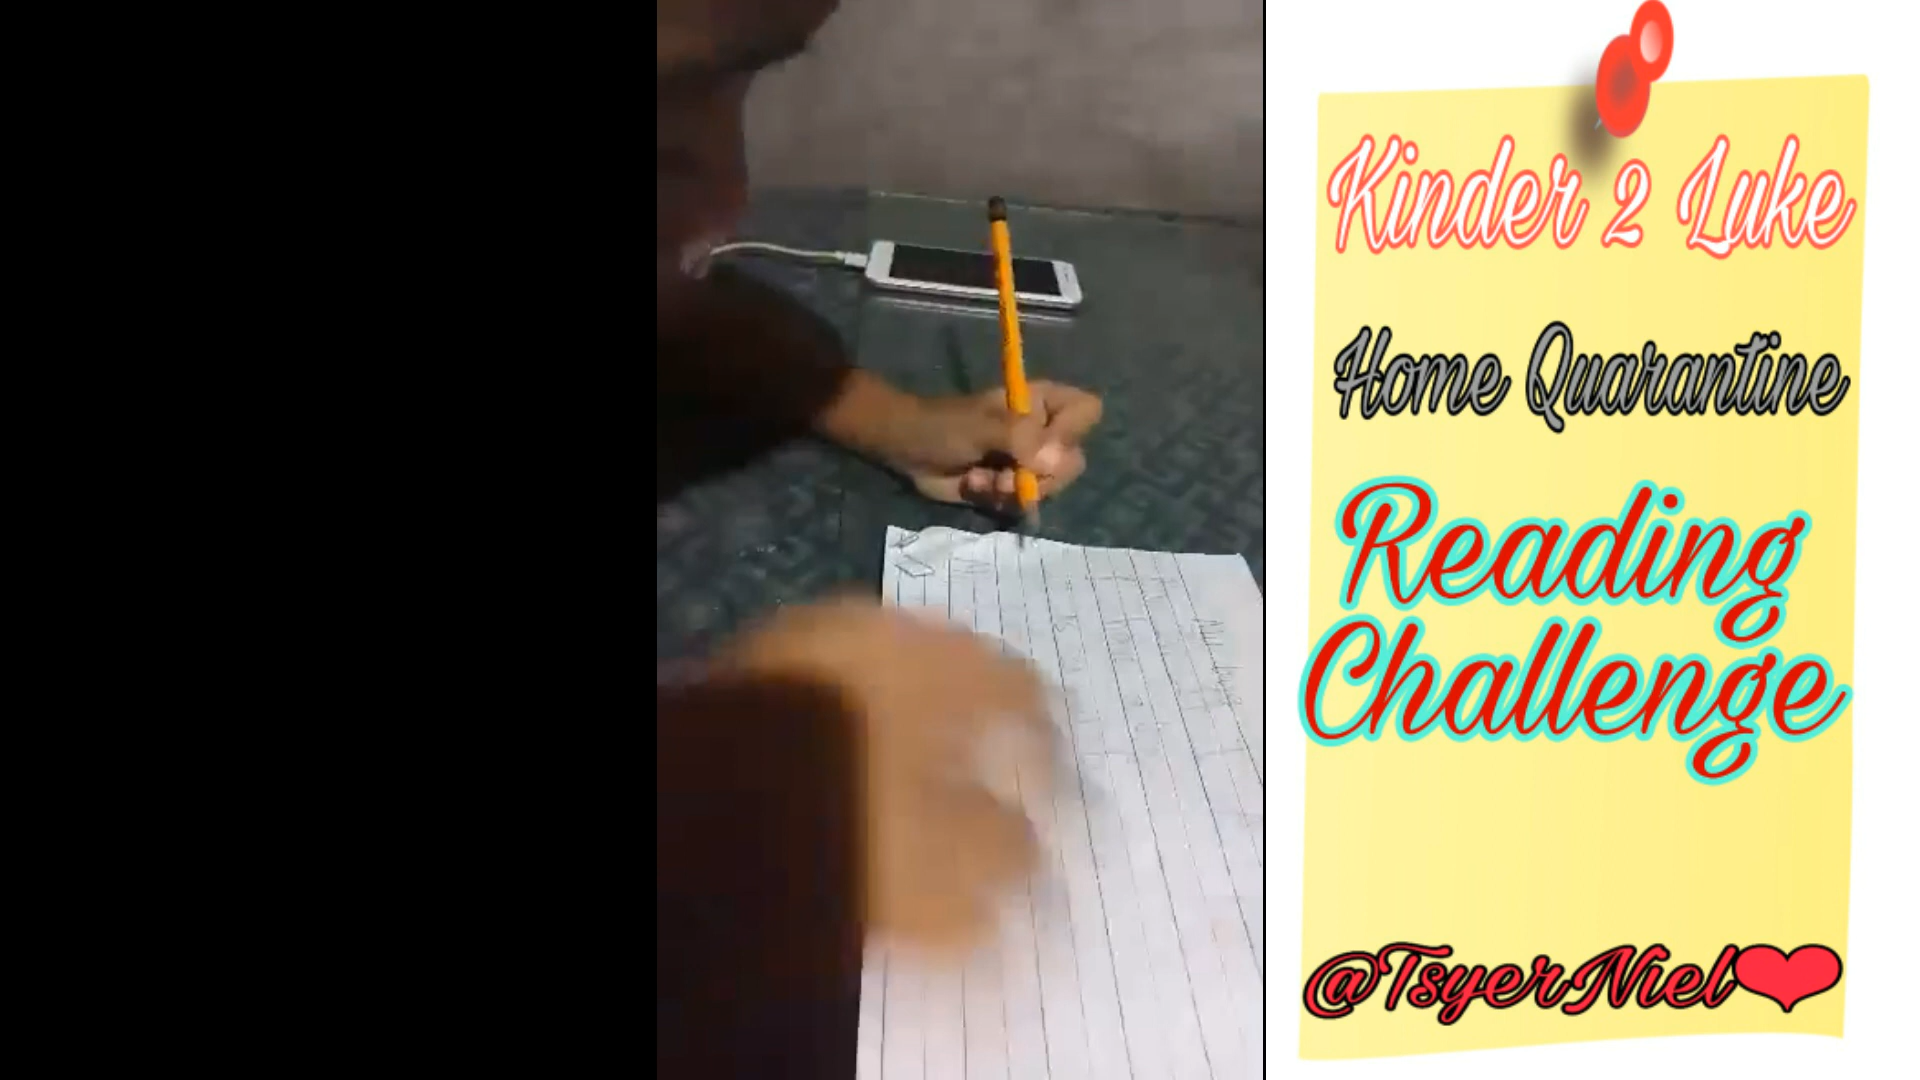 Kinder 2 Luke
Home Quarantine
Reading
Challenge
@TsyerNiel